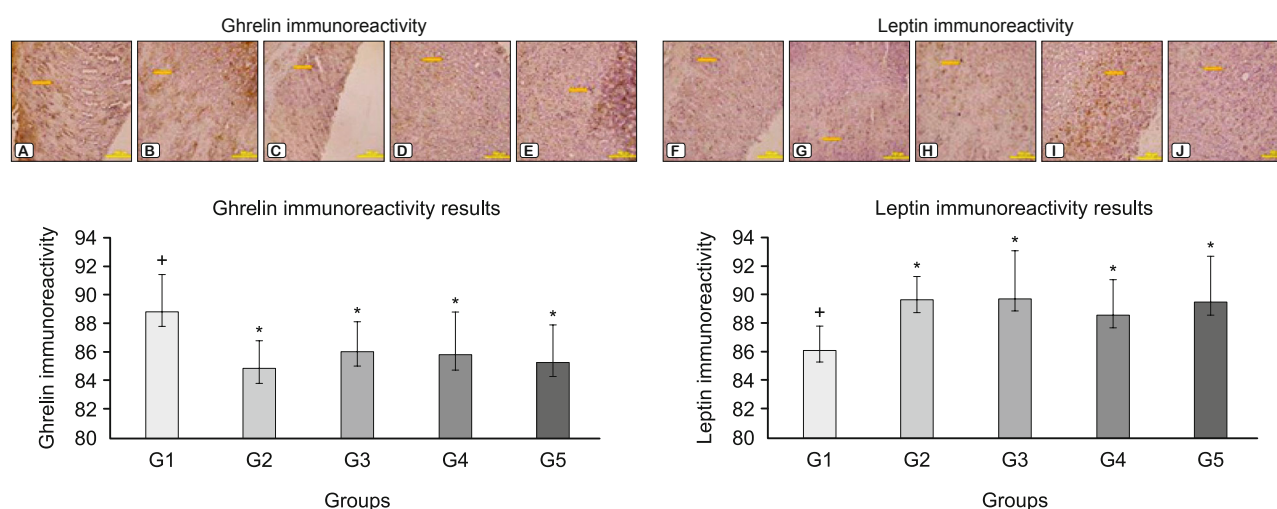 Ghrelin immunoreactivity
A
B
C
D
E
Leptin immunoreactivity
F
G
H
I
J
Ghrelin immunoreactivity results
Ghrelin immunoreactivity
94
92
90
88
86
84
82
80
+
*
*
*
*
G1 G2 G3 G4 G5
Groups
Leptin immunoreactivity results
Leptin immunoreactivity
94
92
90
88
86
84
82
80
+
*
*
*
*
G1 G2 G3 G4 G5
Groups